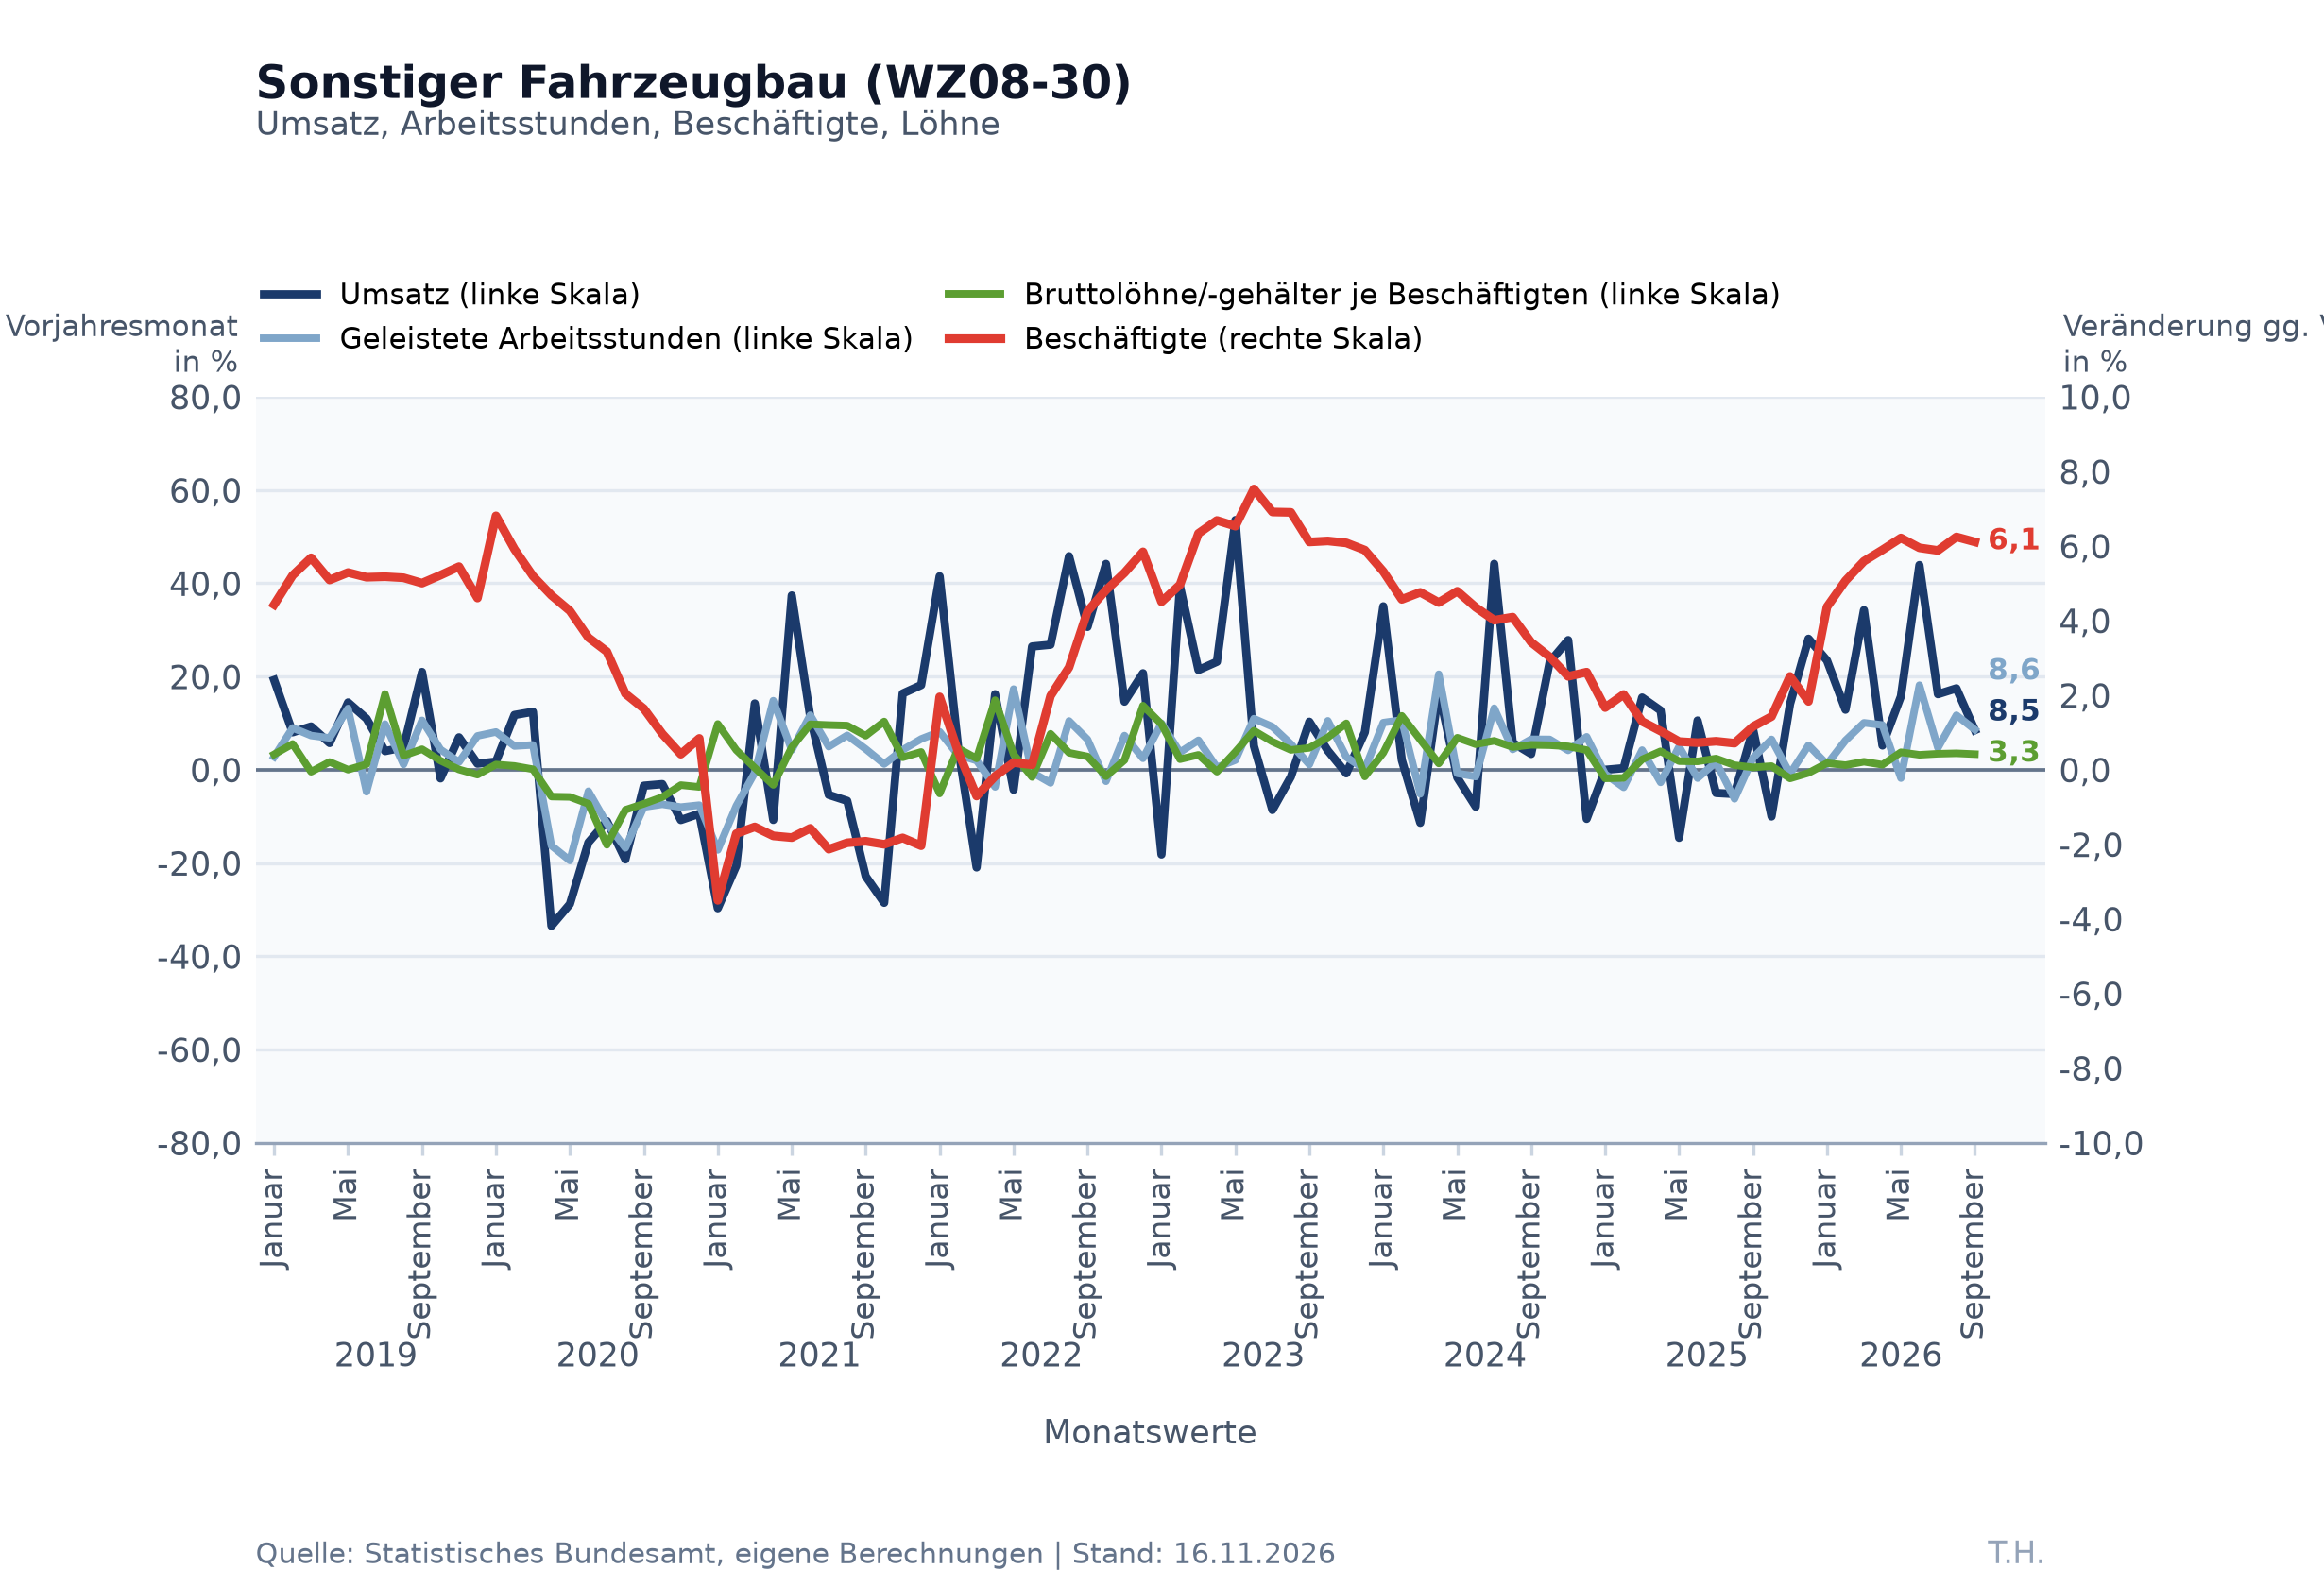 Sonstiger Fahrzeugbau (WZ08-30)
Umsatz, Arbeitsstunden, Beschäftigte, Löhne
Umsatz (linke Skala)
Geleistete Arbeitsstunden (linke Skala)
Bruttolöhne/-gehälter je Beschäftigten (linke Skala)
Beschäftigte (rechte Skala)
Vorjahresmonat
in %
Veränderung gg.
in %
80,0
60,0
40,0
20,0
0,0
-20,0
-40,0
-60,0
-80,0
10,0
8,0
6,0
4,0
2,0
0,0
-2,0
-4,0
-6,0
-8,0
-10,0
6,1
8,6
8,5
3,3
Januar
Mai
September
Januar
Mai
September
Januar
Mai
September
Januar
Mai
September
Januar
Mai
September
Januar
Mai
September
Januar
Mai
September
Januar
Mai
September
2019
2020
2021
2022
2023
2024
2025
2026
Monatswerte
Quelle: Statistisches Bundesamt, eigene Berechnungen | Stand: 16.11.2026
T.H.